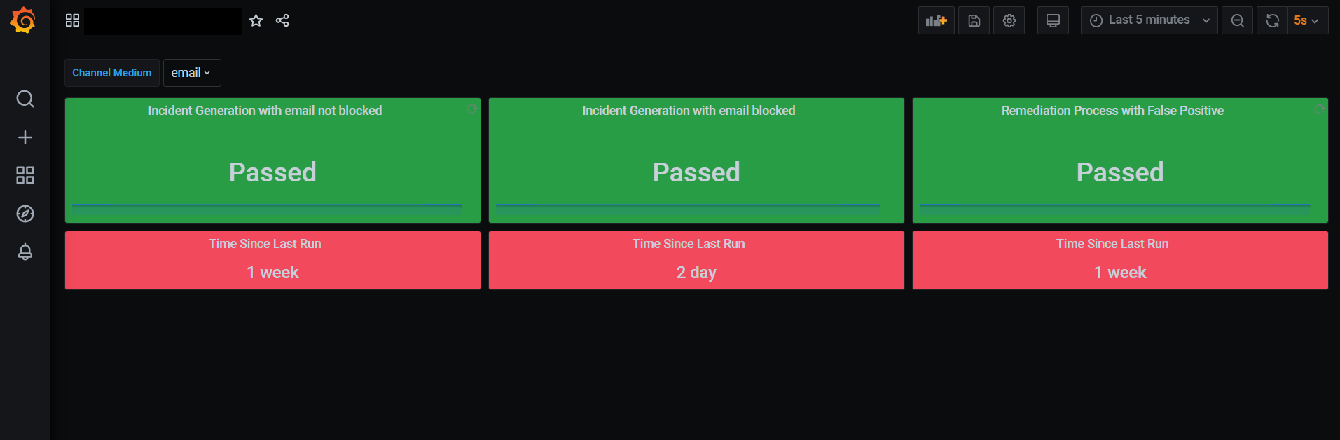 Last 5 minutes
5s
Channel Medium
email
Incident Generation with email not blocked
Passed
Incident Generation with email blocked
Passed
Remediation Process with False Positive
Passed
Time Since Last Run
1 week
Time Since Last Run
2 day
Time Since Last Run
1 week